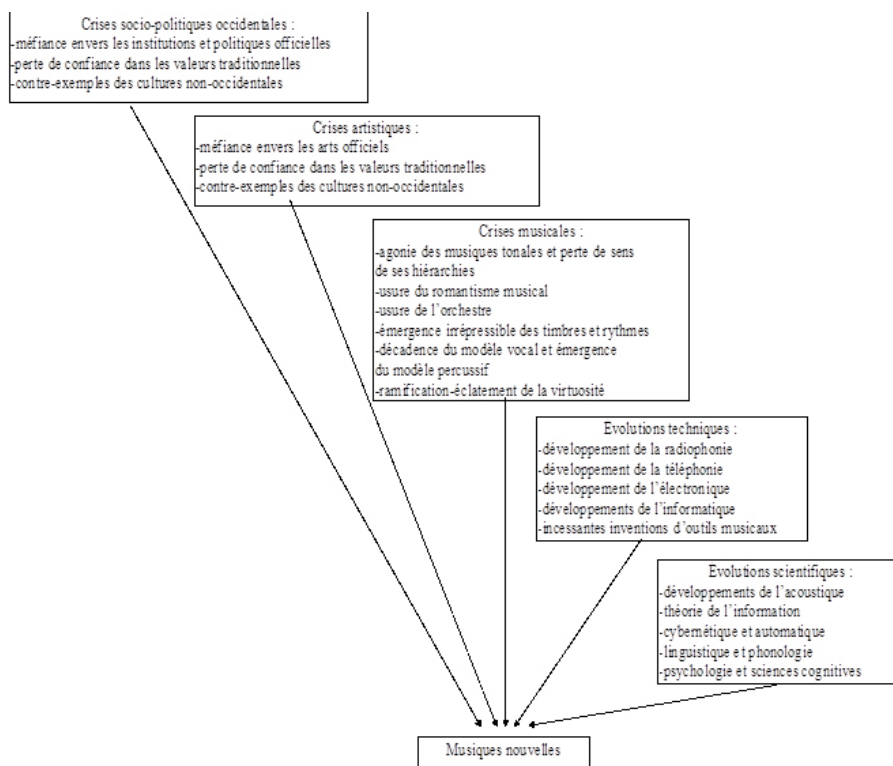 Crises socio-politiques occidentales :
-méfiance envers les institutions et politiques officielles
-perte de confiance dans les valeurs traditionnelles
-contre-exemples des cultures non-occidentales
Crises artistiques :
-méfiance envers les arts officiels
-perte de confiance dans les valeurs traditionnelles
-contre-exemples des cultures non-occidentales
Crises musicales :
-agonie des musiques tonales et perte de sens
de ses hiérarchies
-usure du romantisme musical
-usure de l'orchestre
-émergence irrépressible des timbres et rythmes
-décadence du modèle vocal et émergence
du modèle percussif
-ramification-éclatement de la virtuosité
Evolutions techniques :
-développement de la radiophonie
-développement de la téléphonie
-développement de l'électronique
-développements de l'informatique
-incessantes inventions d'outils musicaux
Evolutions scientifiques :
-développements de l'acoustique
-théorie de l'information
-cybernétique et automatique
-linguistique et phonologie
-psychologie et sciences cognitives
Musiques nouvelles